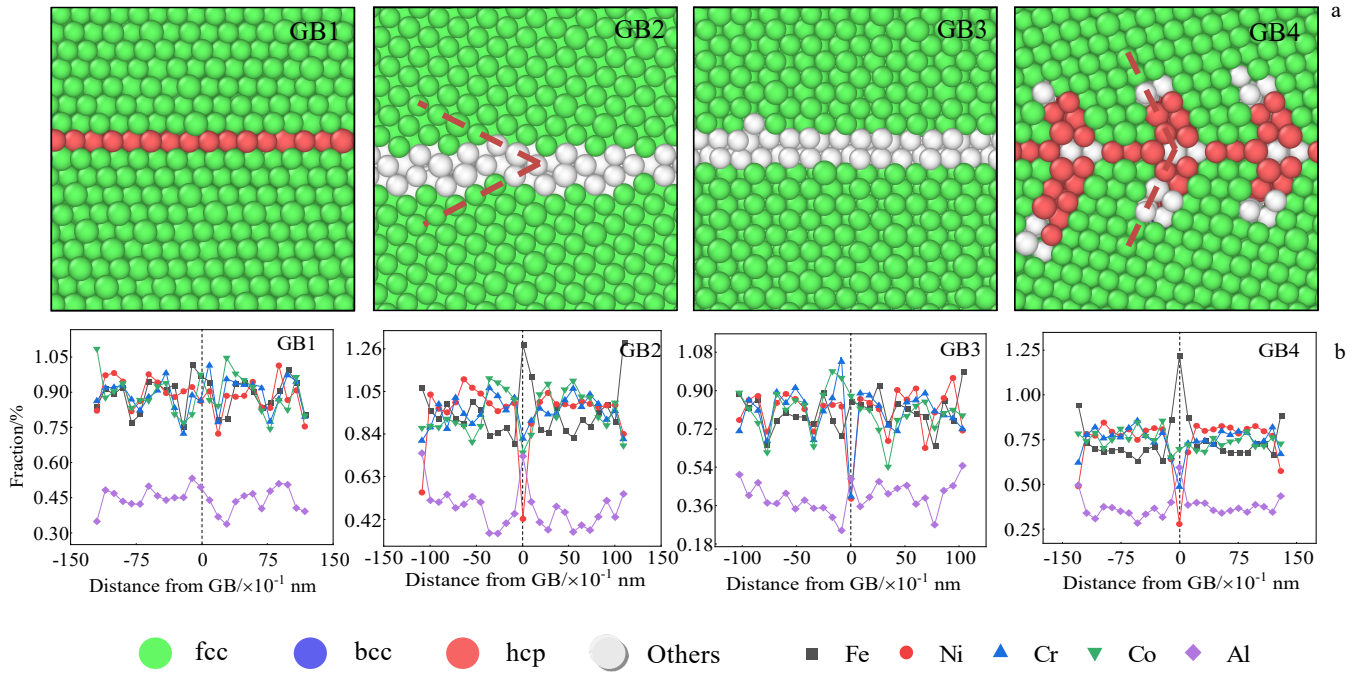 GB1 GB2 GB3 GB4 a
GB1 GB2 GB3 GB4 b
Fraction/%
1.05
0.90
0.75
0.60
0.45
0.30
-150 -75 0 75 150
Distance from GB/×10⁻¹ nm
1.26
1.05
0.84
0.63
0.42
-150 -100 -50 0 50 100 150
Distance from GB/×10⁻¹ nm
1.08
0.90
0.72
0.54
0.36
0.18
-100 -50 0 50 100
Distance from GB/×10⁻¹ nm
1.25
1.00
0.75
0.50
0.25
-150 -75 0 75 150
Distance from GB/×10⁻¹ nm
fcc bcc hcp Others Fe Ni Cr Co Al